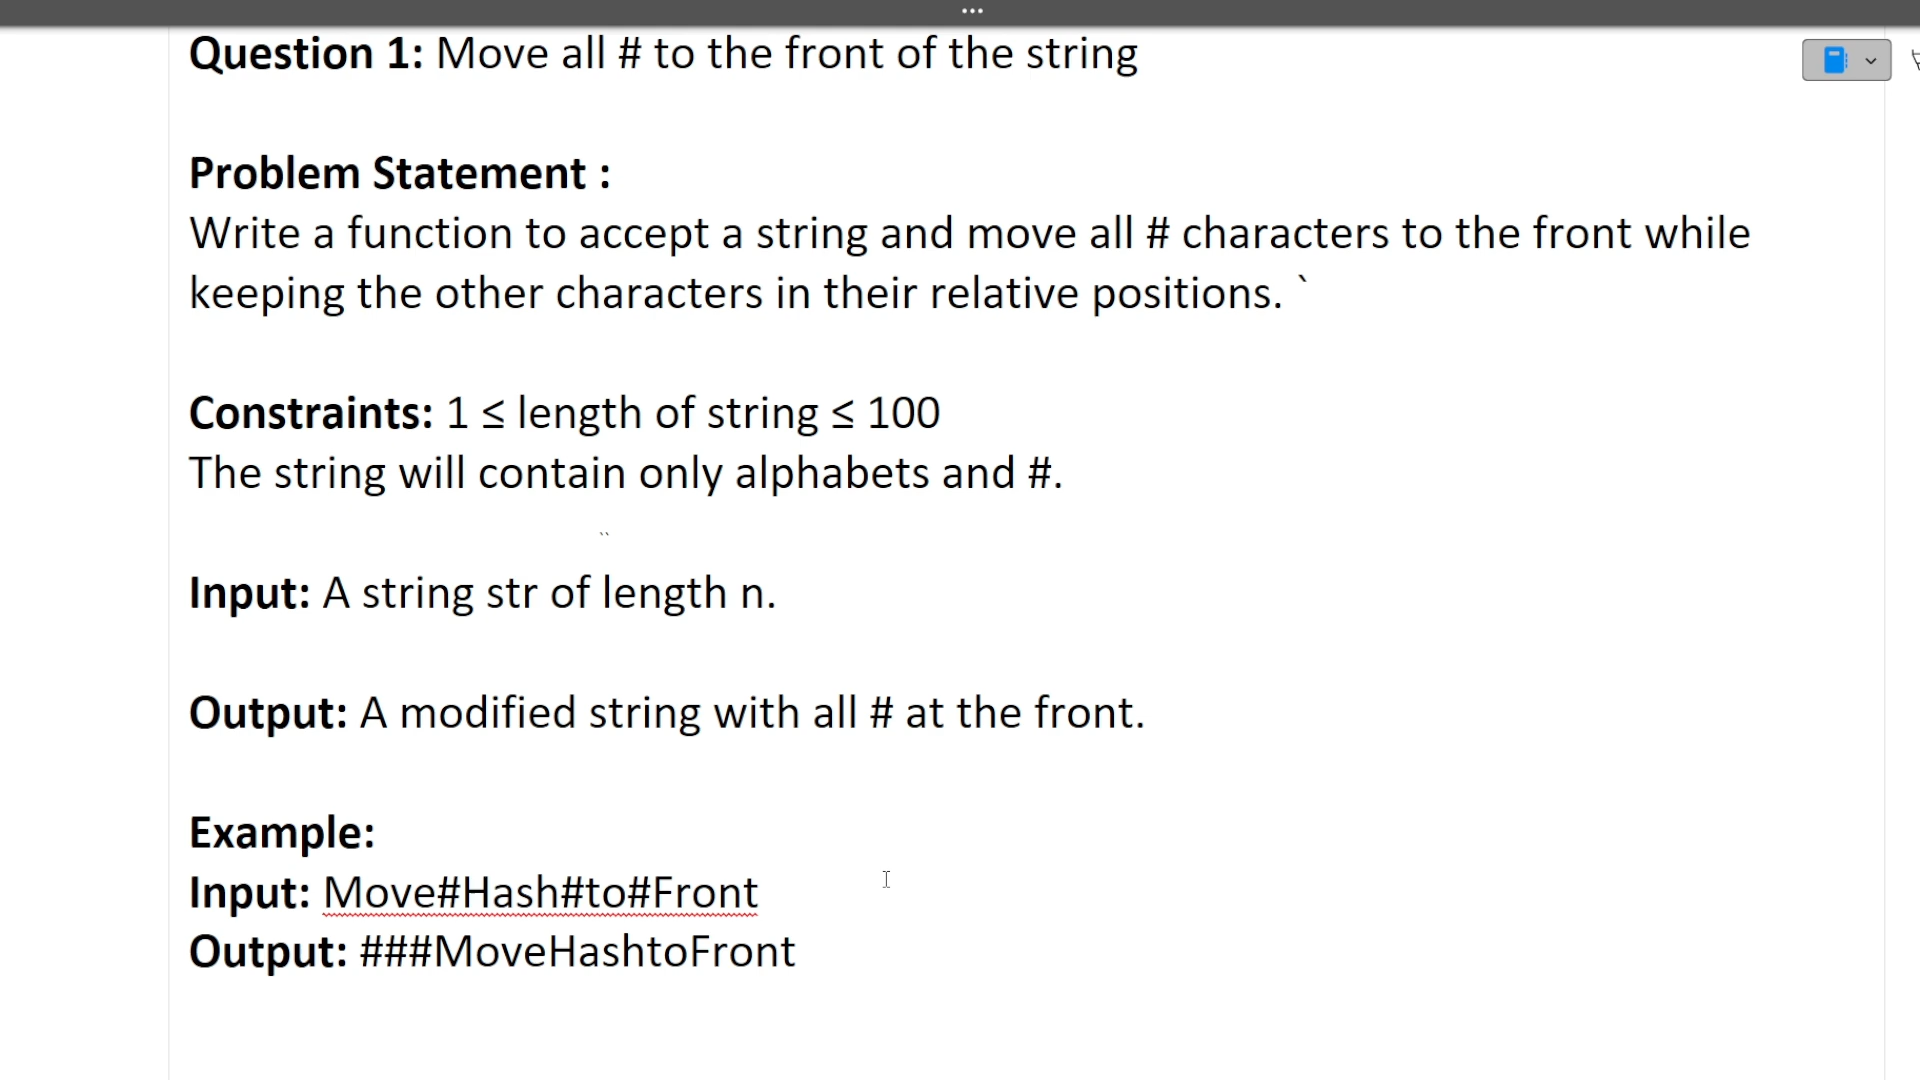 Question 1: Move all # to the front of the string
Problem Statement :
Write a function to accept a string and move all # characters to the front while
keeping the other characters in their relative positions. `
Constraints: 1 ≤ length of string ≤ 100
The string will contain only alphabets and #.
``
Input: A string str of length n.
Output: A modified string with all # at the front.
Example:
Input: Move#Hash#to#Front
Output: ###MoveHashtoFront